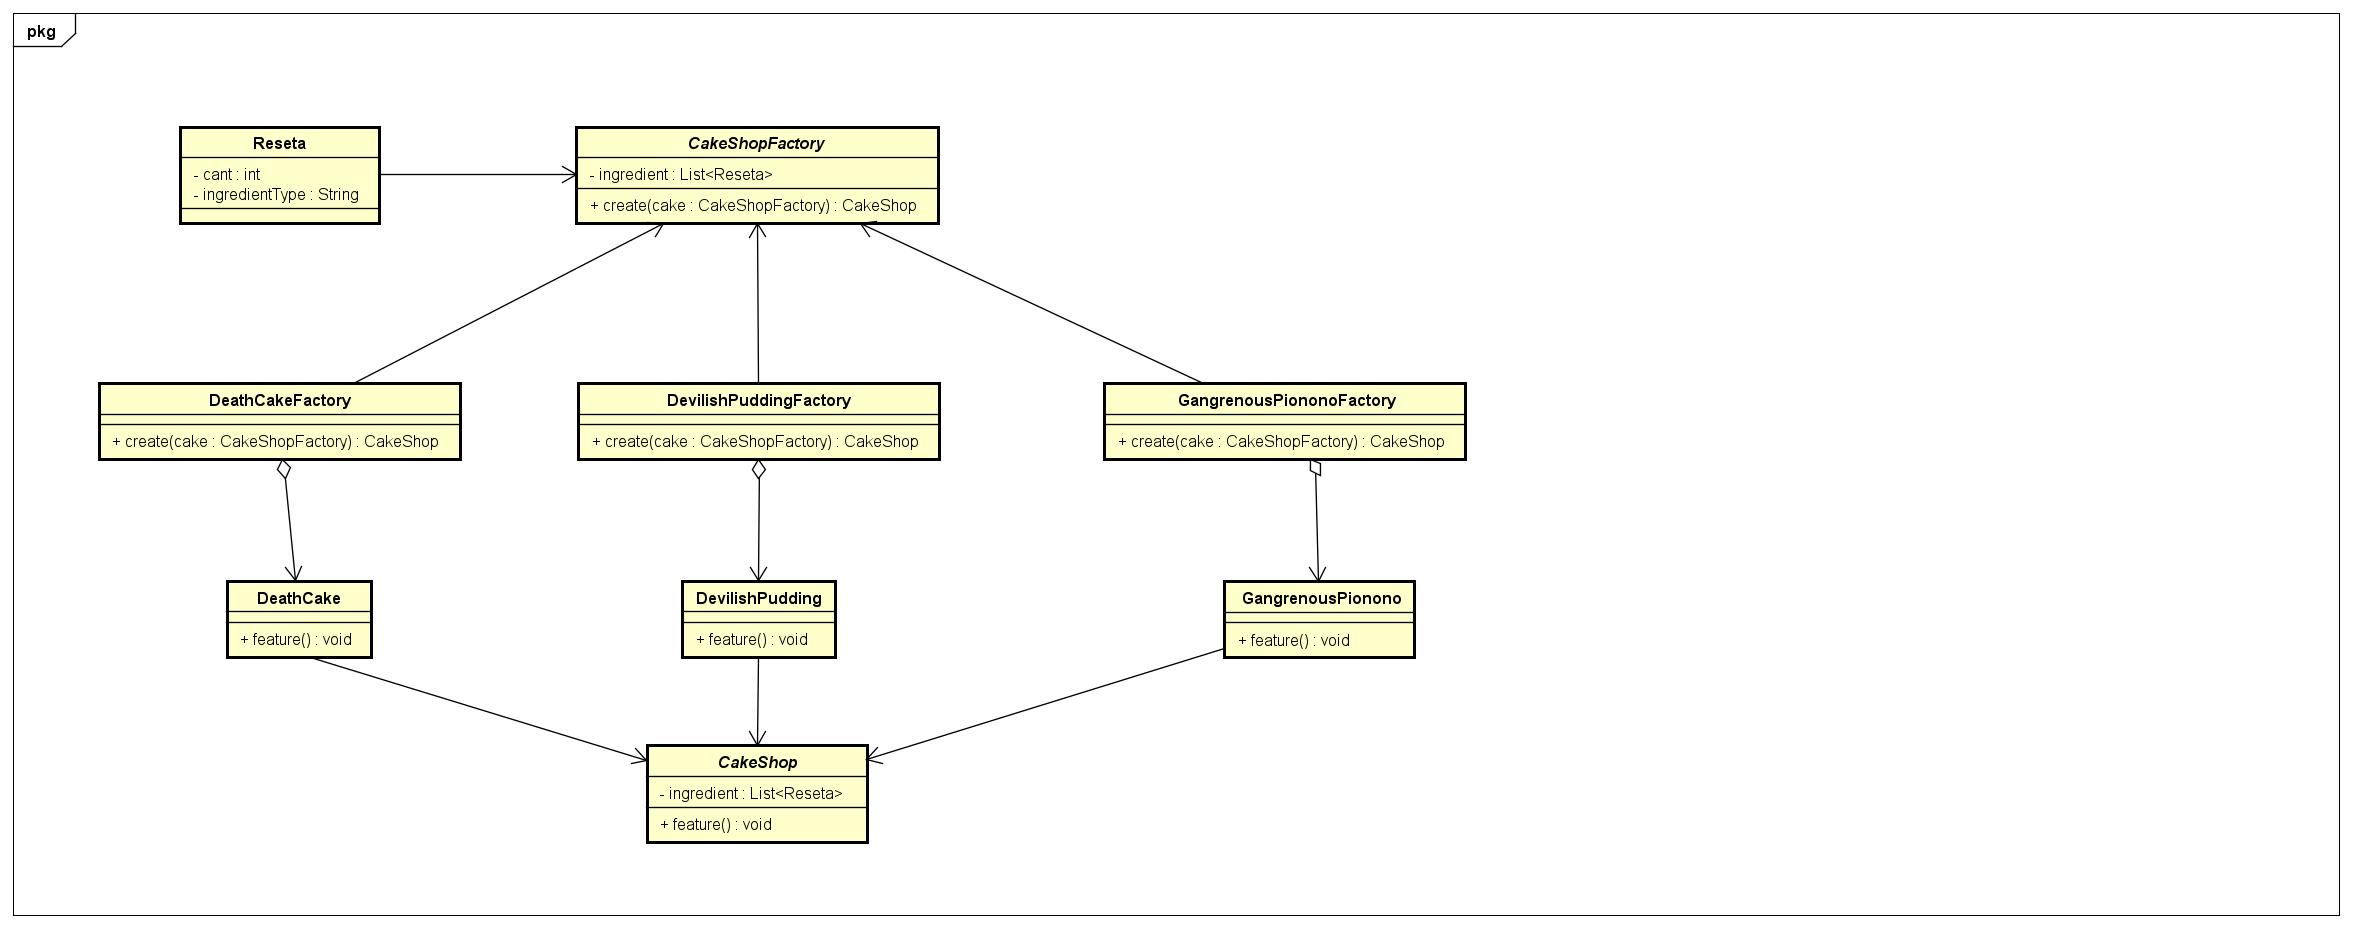 pkg
Reseta
- cant : int
- ingredientType : String
CakeShopFactory
- ingredient : List<Reseta>
+ create(cake : CakeShopFactory) : CakeShop
DeathCakeFactory
+ create(cake : CakeShopFactory) : CakeShop
DevilishPuddingFactory
+ create(cake : CakeShopFactory) : CakeShop
GangrenousPiononoFactory
+ create(cake : CakeShopFactory) : CakeShop
DeathCake
+ feature() : void
DevilishPudding
+ feature() : void
GangrenousPionono
+ feature() : void
CakeShop
- ingredient : List<Reseta>
+ feature() : void